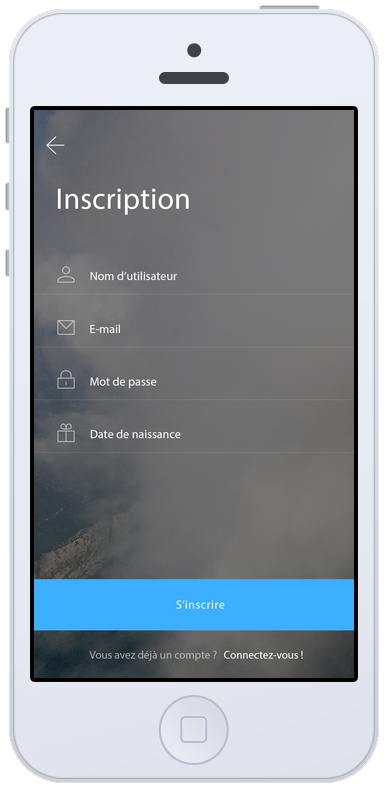 Inscription
Nom d'utilisateur
E-mail
Mot de passe
Date de naissance
S'inscrire
Vous avez déjà un compte ? Connectez-vous !